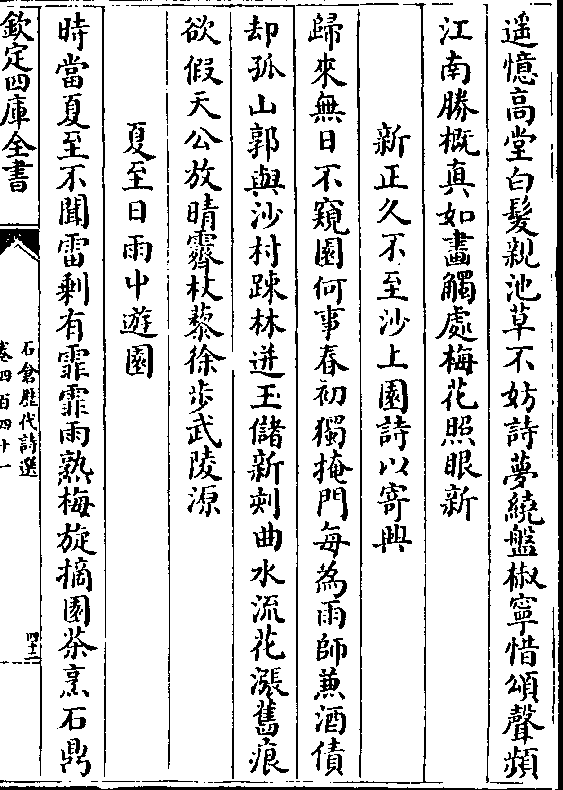 遥憶高堂白髮親池草不妨詩夢繞盤椒寧惜頌聲頻
江南勝概真如畫觸處梅花照眼新
新正久不至沙上園詩以寄興
歸來無日不窺園何事春初獨掩門每為雨師兼酒債
却孤山郭與沙村踈林迸玉儲新剣曲水流花漲舊痕
欲假天公放晴霽杖藜徐步武陵源
夏至日雨中遊園
時當夏至不聞雷剩有霏霏雨熟梅旋摘園茶烹石鼎
欽定四庫全書
石倉歴代詩選
卷四百四十一
四十二